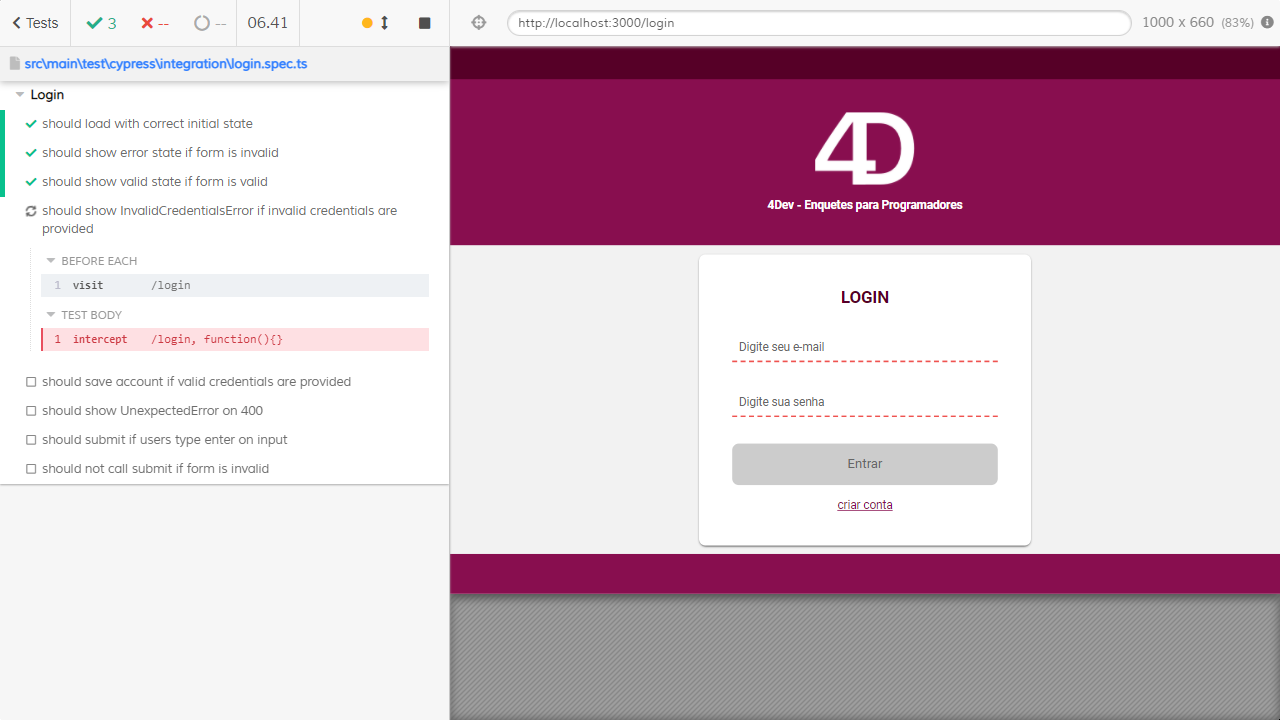 Tests
3
--
--
06.41
http://localhost:3000/login
1000 x 660 (83%)
src\main\test\cypress\integration\login.spec.ts
Login
should load with correct initial state
should show error state if form is invalid
should show valid state if form is valid
should show InvalidCredentialsError if invalid credentials are
provided
BEFORE EACH
1 visit /login
TEST BODY
1 intercept /login, function(){}
should save account if valid credentials are provided
should show UnexpectedError on 400
should submit if users type enter on input
should not call submit if form is invalid
4D
4Dev - Enquetes para Programadores
LOGIN
Digite seu e-mail
Digite sua senha
Entrar
criar conta